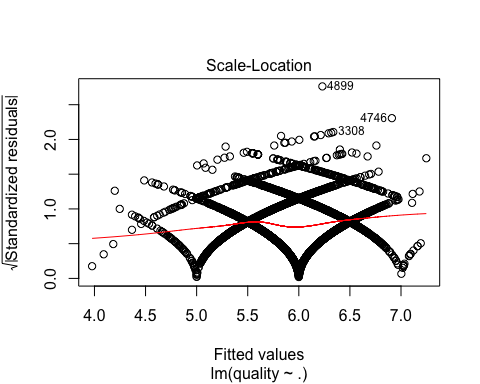 Scale-Location
√|Standardized residuals|
2.0
1.0
0.0
4899
4746
3308
4.0 4.5 5.0 5.5 6.0 6.5 7.0
Fitted values
lm(quality ~ .)